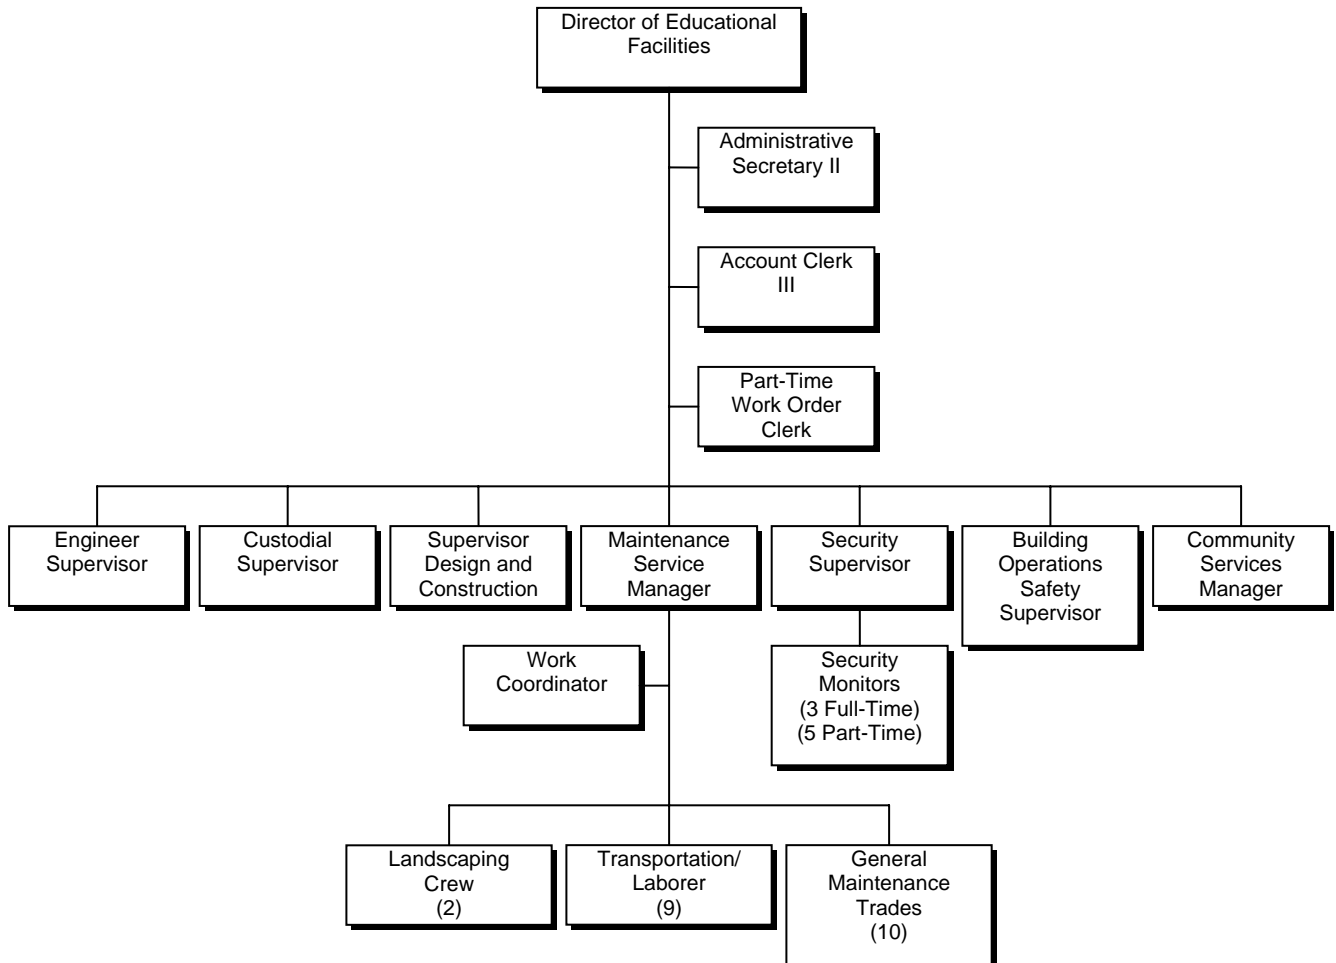 Director of Educational
Facilities
Administrative
Secretary II
Account Clerk
III
Part-Time
Work Order
Clerk
Engineer
Supervisor
Custodial
Supervisor
Supervisor
Design and
Construction
Maintenance
Service
Manager
Security
Supervisor
Building
Operations
Safety
Supervisor
Community
Services
Manager
Work
Coordinator
Security
Monitors
(3 Full-Time)
(5 Part-Time)
Landscaping
Crew
(2)
Transportation/
Laborer
(9)
General
Maintenance
Trades
(10)